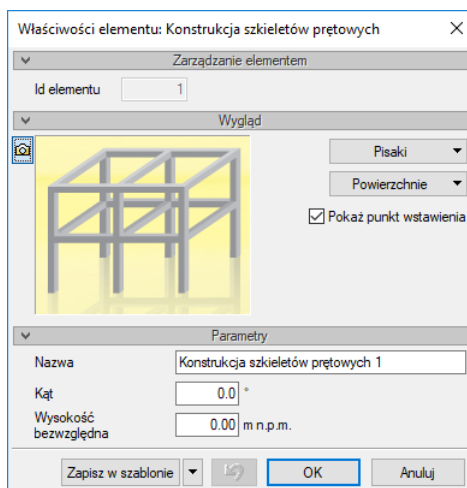 Właściwości elementu: Konstrukcja szkieletów prętowych
Zarządzanie elementem
Id elementu 1
Wygląd
Pisaki
Powierzchnie
Pokaż punkt wstawienia
Parametry
Nazwa Konstrukcja szkieletów prętowych 1
Kąt 0.0 °
Wysokość
bezwzględna 0.00 m n.p.m.
Zapisz w szablonie OK Anuluj